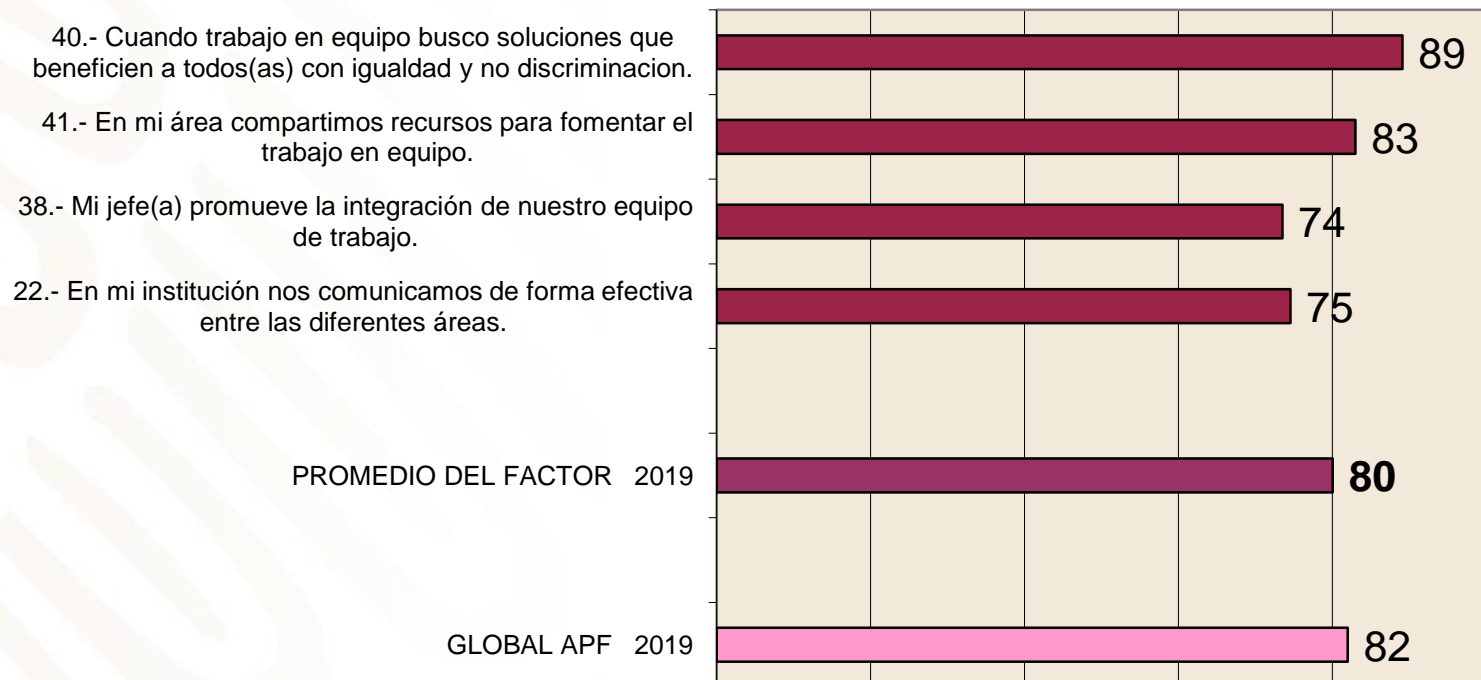 40.- Cuando trabajo en equipo busco soluciones que
beneficien a todos(as) con igualdad y no discriminacion.
89
41.- En mi área compartimos recursos para fomentar el
trabajo en equipo.
83
38.- Mi jefe(a) promueve la integración de nuestro equipo
de trabajo.
74
22.- En mi institución nos comunicamos de forma efectiva
entre las diferentes áreas.
75
PROMEDIO DEL FACTOR 2019
80
GLOBAL APF 2019
82